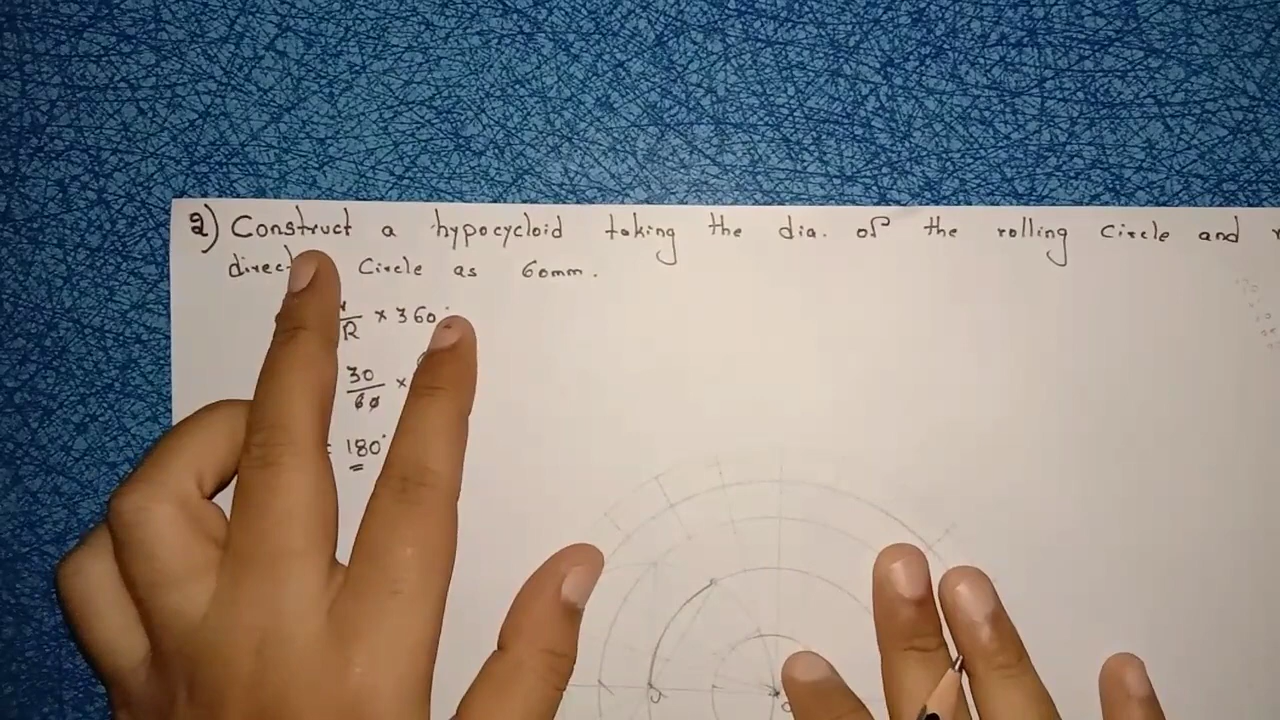 2) Construct a hypocycloid taking the dia. of the rolling circle and
direc circle as 60mm.
r/R × 360°
30/60 ×
= 180°
O